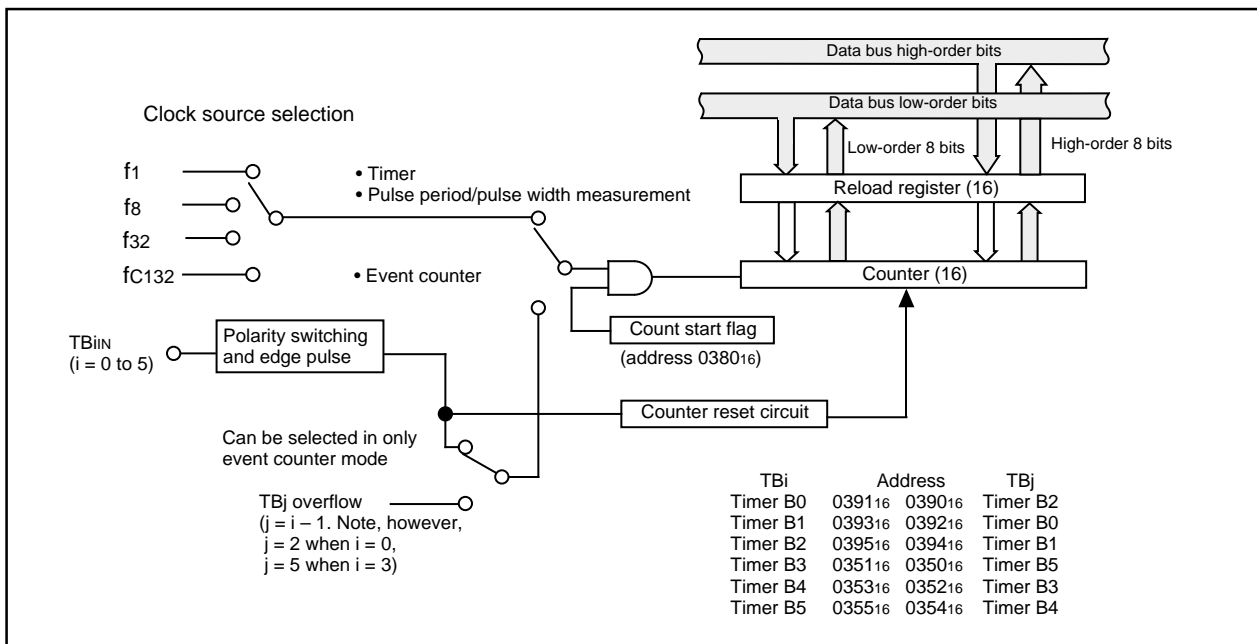 Data bus high-order bits
Data bus low-order bits
Clock source selection
Low-order 8 bits
High-order 8 bits
f1
• Timer
Reload register (16)
• Pulse period/pulse width measurement
f8
f32
fC132
• Event counter
Counter (16)
TBiIN
(i = 0 to 5)
Polarity switching
and edge pulse
Count start flag
(address 038016)
Counter reset circuit
Can be selected in only
event counter mode
TBj overflow
(j = i – 1. Note, however,
j = 2 when i = 0,
j = 5 when i = 3)
TBi Address TBj
Timer B0 039116 039016 Timer B2
Timer B1 039316 039216 Timer B0
Timer B2 039516 039416 Timer B1
Timer B3 035116 035016 Timer B5
Timer B4 035316 035216 Timer B3
Timer B5 035516 035416 Timer B4